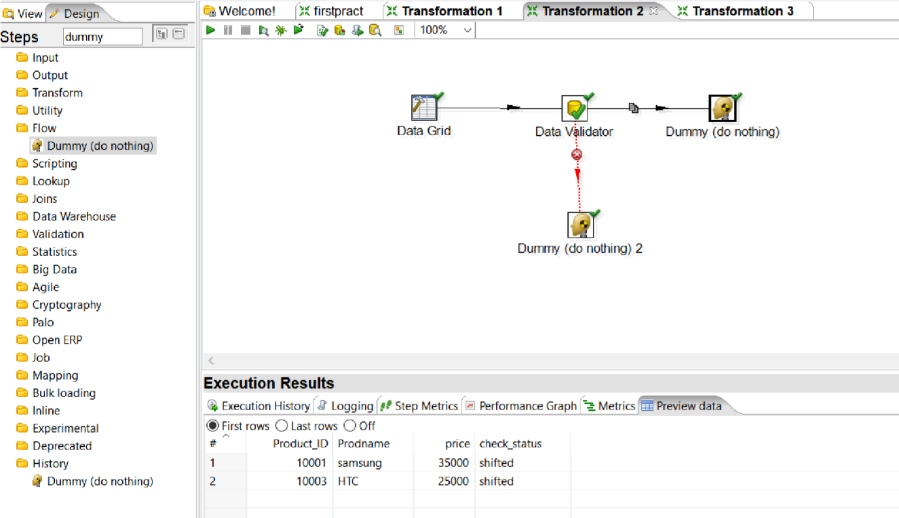 View Design
Welcome! firstpract Transformation 1 Transformation 2 Transformation 3
Steps dummy
100%
Input
Output
Transform
Utility
Flow
Dummy (do nothing)
Scripting
Lookup
Joins
Data Warehouse
Validation
Statistics
Big Data
Agile
Cryptography
Palo
Open ERP
Job
Mapping
Bulk loading
Inline
Experimental
Deprecated
History
Dummy (do nothing)
Data Grid
Data Validator
Dummy (do nothing)
Dummy (do nothing) 2
Execution Results
Execution History Logging Step Metrics Performance Graph Metrics Preview data
First rows Last rows Off
# Product_ID Prodname price check_status
1 10001 samsung 35000 shifted
2 10003 HTC 25000 shifted